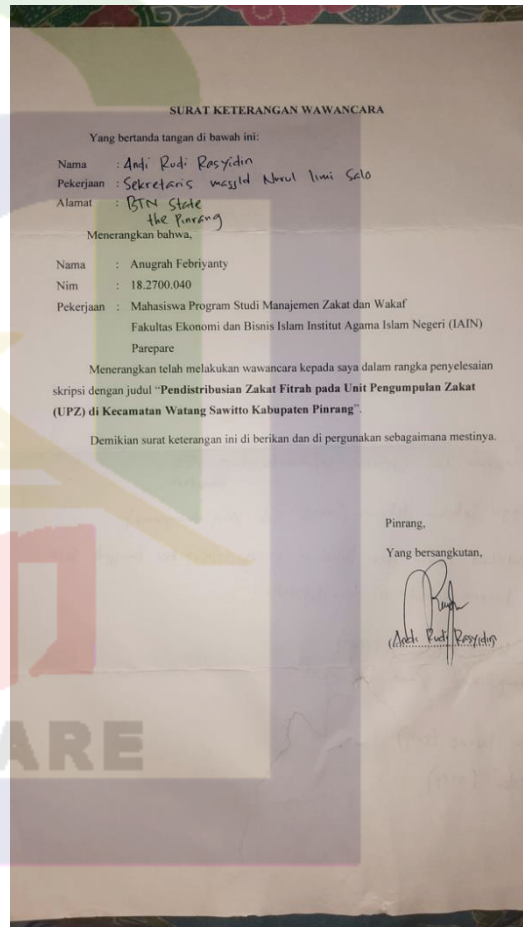 SURAT KETERANGAN WAWANCARA
Yang bertanda tangan di bawah ini:
Nama : Andi Rudi Rasyidin
Pekerjaan : Sekretaris masjid Nurul Ilmi Salo
Alamat : BTN State
the Pinrang
Menerangkan bahwa,
Nama : Anugrah Febriyanty
Nim : 18.2700.040
Pekerjaan : Mahasiswa Program Studi Manajemen Zakat dan Wakaf
Fakultas Ekonomi dan Bisnis Islam Institut Agama Islam Negeri (IAIN)
Parepare
Menerangkan telah melakukan wawancara kepada saya dalam rangka penyelesaian
skripsi dengan judul “Pendistribusian Zakat Fitrah pada Unit Pengumpulan Zakat
(UPZ) di Kecamatan Watang Sawitto Kabupaten Pinrang”.
Demikian surat keterangan ini di berikan dan di pergunakan sebagaimana mestinya.
Pinrang,
Yang bersangkutan,
(Andi Rudi Rasyidin)
ARE